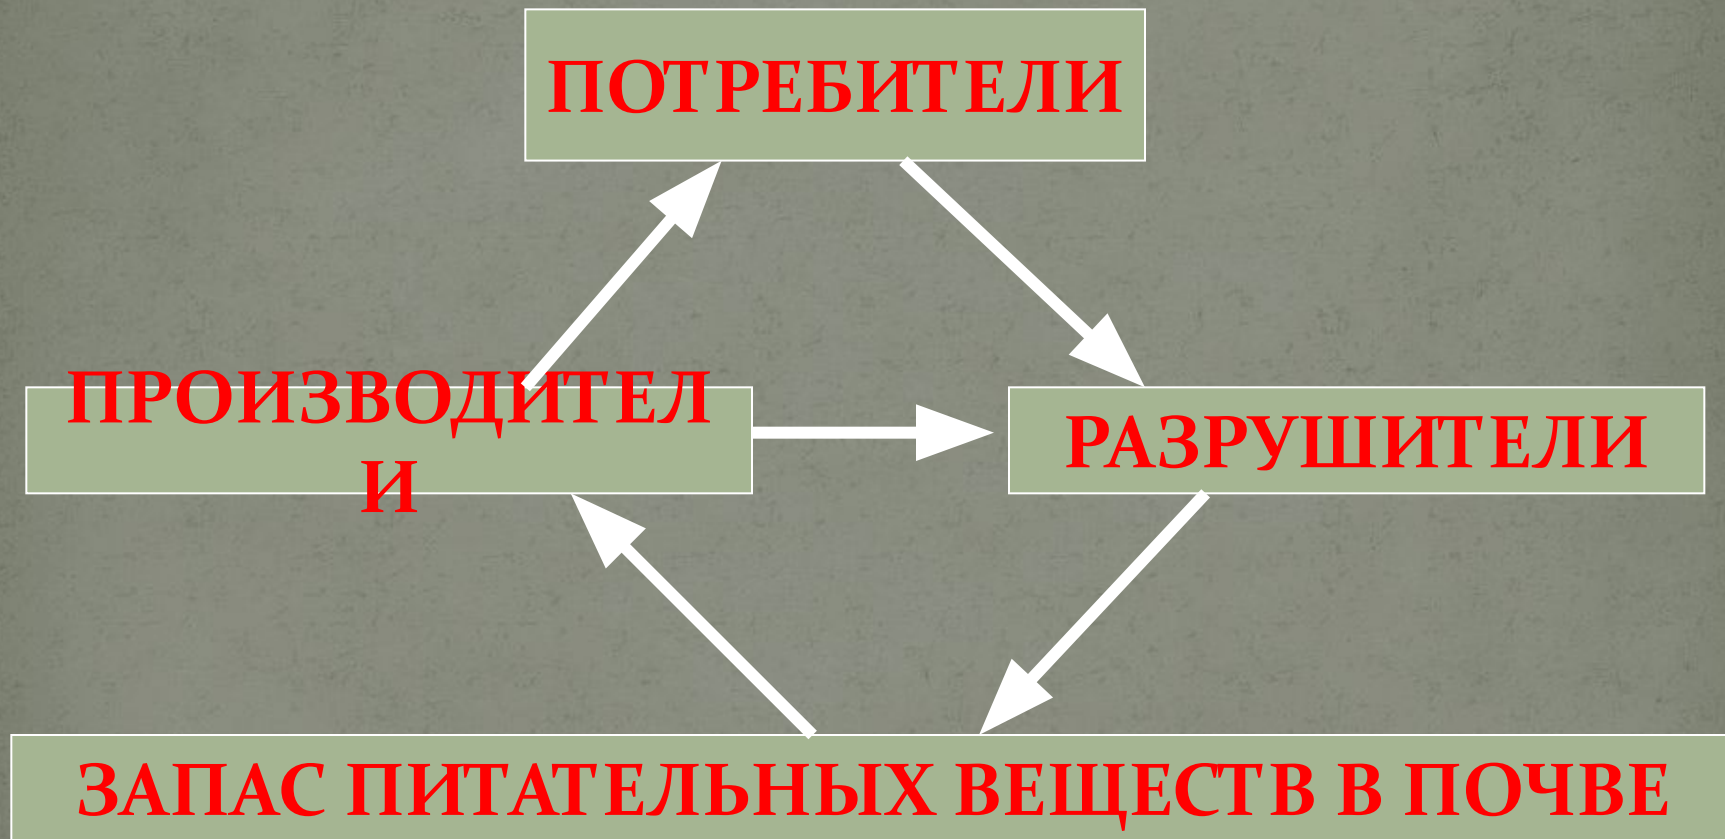 ПОТРЕБИТЕЛИ
ПРОИЗВОДИТЕЛ
И
РАЗРУШИТЕЛИ
ЗАПАС ПИТАТЕЛЬНЫХ ВЕЩЕСТВ В ПОЧВЕ